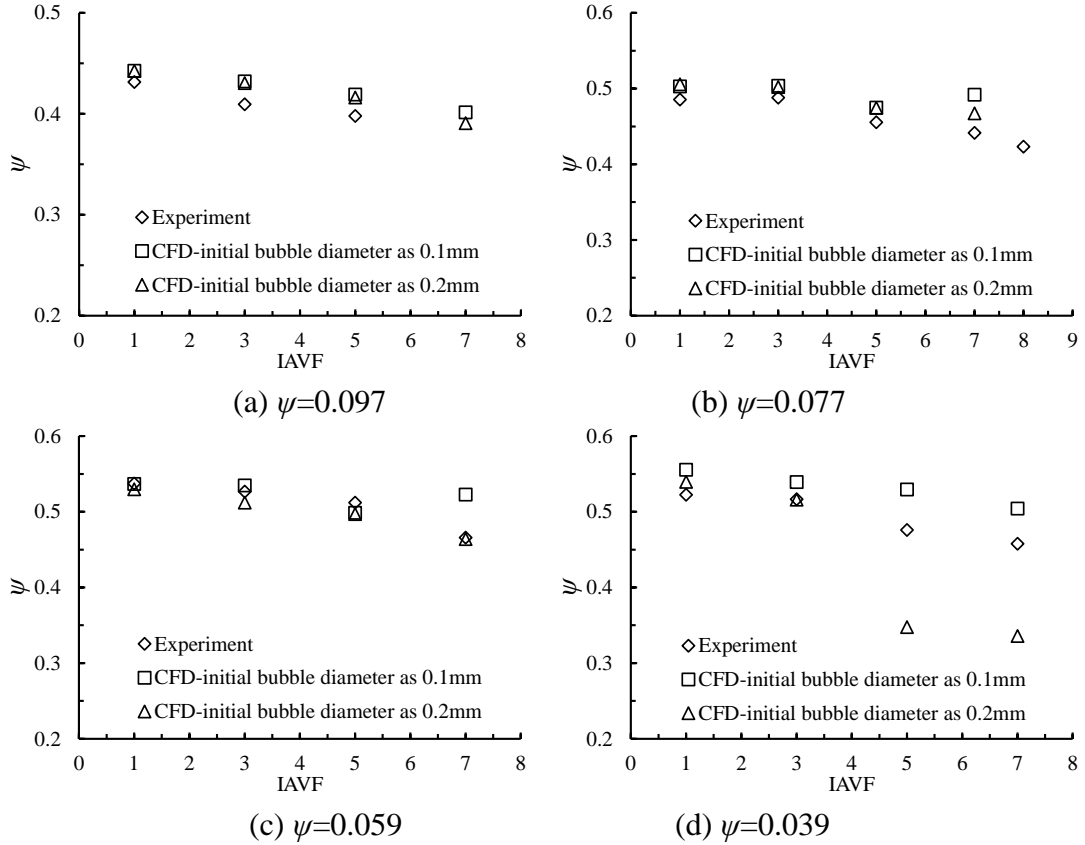 0.5
0.4
0.3
0.2
ψ
Experiment
CFD-initial bubble diameter as 0.1mm
CFD-initial bubble diameter as 0.2mm
0 1 2 3 4 5 6 7 8
IAVF
(a) ψ=0.097
0.6
0.5
0.4
0.3
0.2
ψ
Experiment
CFD-initial bubble diameter as 0.1mm
CFD-initial bubble diameter as 0.2mm
0 1 2 3 4 5 6 7 8 9
IAVF
(b) ψ=0.077
0.6
0.5
0.4
0.3
0.2
ψ
Experiment
CFD-initial bubble diameter as 0.1mm
CFD-initial bubble diameter as 0.2mm
0 1 2 3 4 5 6 7 8
IAVF
(c) ψ=0.059
0.6
0.5
0.4
0.3
0.2
ψ
Experiment
CFD-initial bubble diameter as 0.1mm
CFD-initial bubble diameter as 0.2mm
0 1 2 3 4 5 6 7 8
IAVF
(d) ψ=0.039